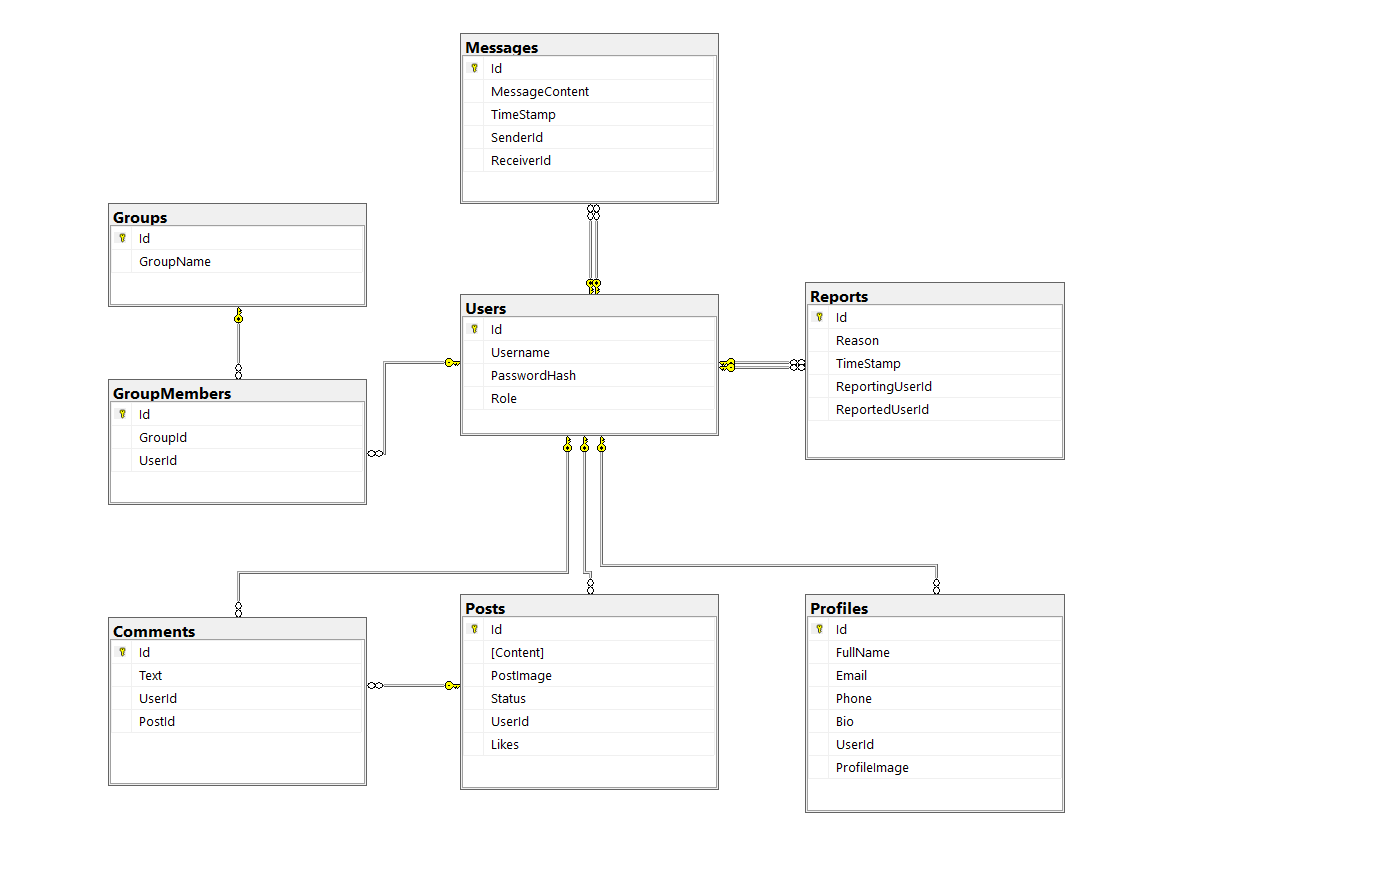 Messages
Id
MessageContent
TimeStamp
SenderId
ReceiverId
Groups
Id
GroupName
Users
Id
Username
PasswordHash
Role
Reports
Id
Reason
TimeStamp
ReportingUserId
ReportedUserId
GroupMembers
Id
GroupId
UserId
Comments
Id
Text
UserId
PostId
Posts
Id
[Content]
PostImage
Status
UserId
Likes
Profiles
Id
FullName
Email
Phone
Bio
UserId
ProfileImage